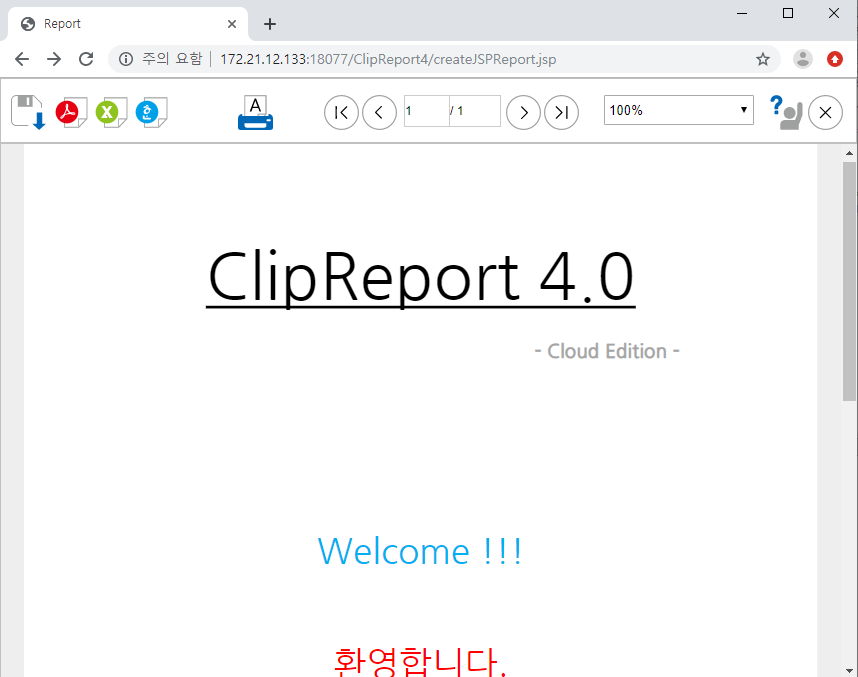 Report
주의 요함 | 172.21.12.133:18077/ClipReport4/createJSPReport.jsp
A
1 / 1
100%
ClipReport 4.0
- Cloud Edition -
Welcome !!!
환영합니다.